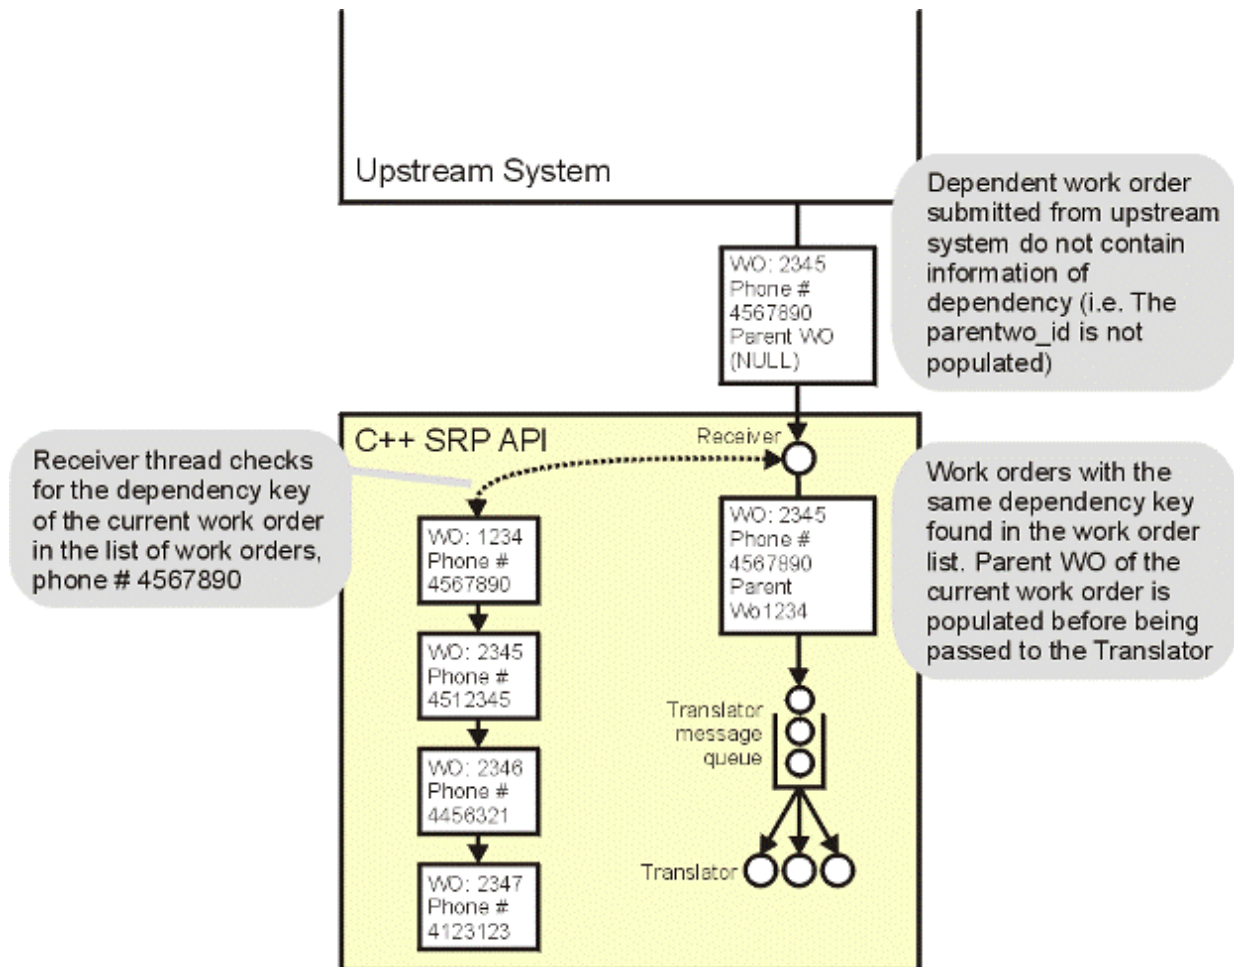 Upstream System
Dependent work order
submitted from upstream
system do not contain
information of
dependency (i.e. The
parentwo_id is not
populated)
WO: 2345
Phone #
4567890
Parent WO
(NULL)
C++ SRP API
Receiver
Receiver thread checks
for the dependency key
of the current work order
in the list of work orders,
phone # 4567890
Work orders with the
same dependency key
found in the work order
list. Parent WO of the
current work order is
populated before being
passed to the Translator
WO: 1234
Phone #
4567890
WO: 2345
Phone #
4567890
Parent
Wo1234
WO: 2345
Phone #
4512345
Translator
message
queue
WO: 2346
Phone #
4456321
Translator
WO: 2347
Phone #
4123123